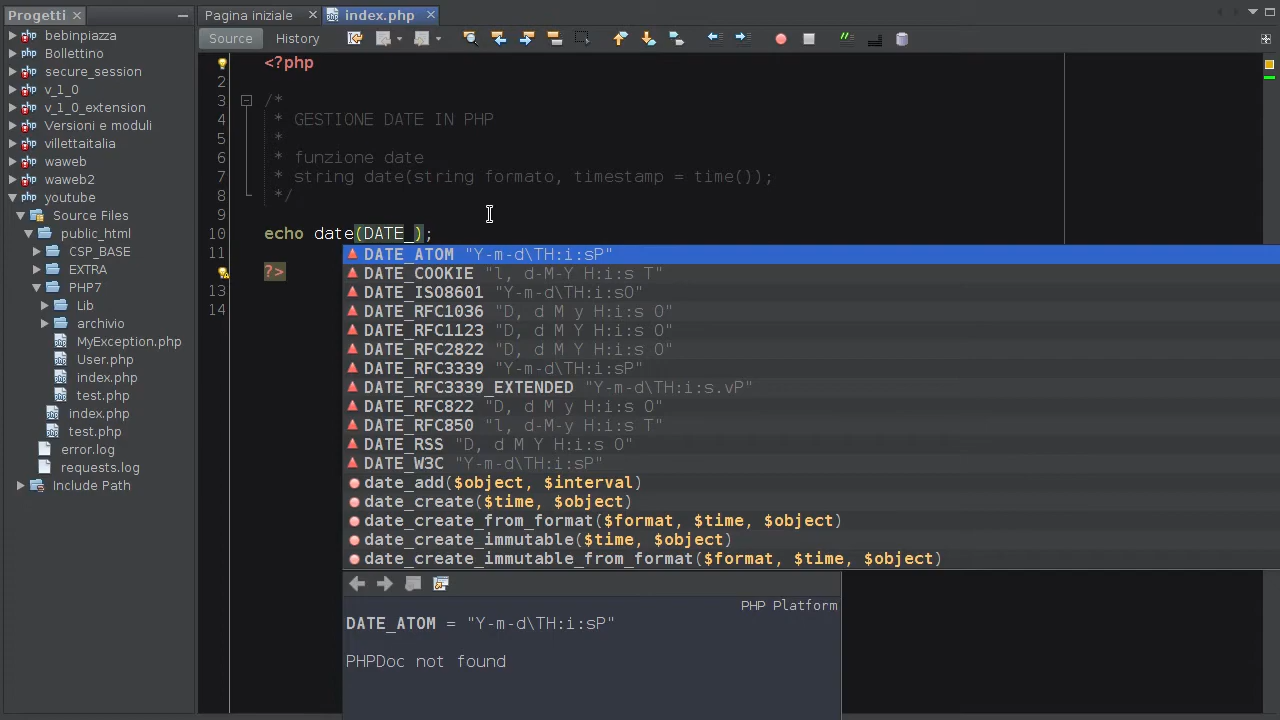 Progetti
Pagina iniziale
index.php
Source
History
bebinpiazza
Bollettino
secure_session
v_1_0
v_1_0_extension
Versioni e moduli
villettaitalia
waweb
waweb2
youtube
Source Files
public_html
CSP_BASE
EXTRA
PHP7
Lib
archivio
MyException.php
User.php
index.php
test.php
index.php
test.php
error.log
requests.log
Include Path
<?php
2
3 /*
4 * GESTIONE DATE IN PHP
5 *
6 * funzione date
7 * string date(string formato, timestamp = time());
8 */
9
10 echo date(DATE_);
11
?>
13
14
DATE_ATOM "Y-m-d\TH:i:sP"
DATE_COOKIE "l, d-M-Y H:i:s T"
DATE_ISO8601 "Y-m-d\TH:i:sO"
DATE_RFC1036 "D, d M y H:i:s O"
DATE_RFC1123 "D, d M Y H:i:s O"
DATE_RFC2822 "D, d M Y H:i:s O"
DATE_RFC3339 "Y-m-d\TH:i:sP"
DATE_RFC3339_EXTENDED "Y-m-d\TH:i:s.vP"
DATE_RFC822 "D, d M y H:i:s O"
DATE_RFC850 "l, d-M-y H:i:s T"
DATE_RSS "D, d M Y H:i:s O"
DATE_W3C "Y-m-d\TH:i:sP"
date_add($object, $interval)
date_create($time, $object)
date_create_from_format($format, $time, $object)
date_create_immutable($time, $object)
date_create_immutable_from_format($format, $time, $object)
PHP Platform
DATE_ATOM = "Y-m-d\TH:i:sP"
PHPDoc not found